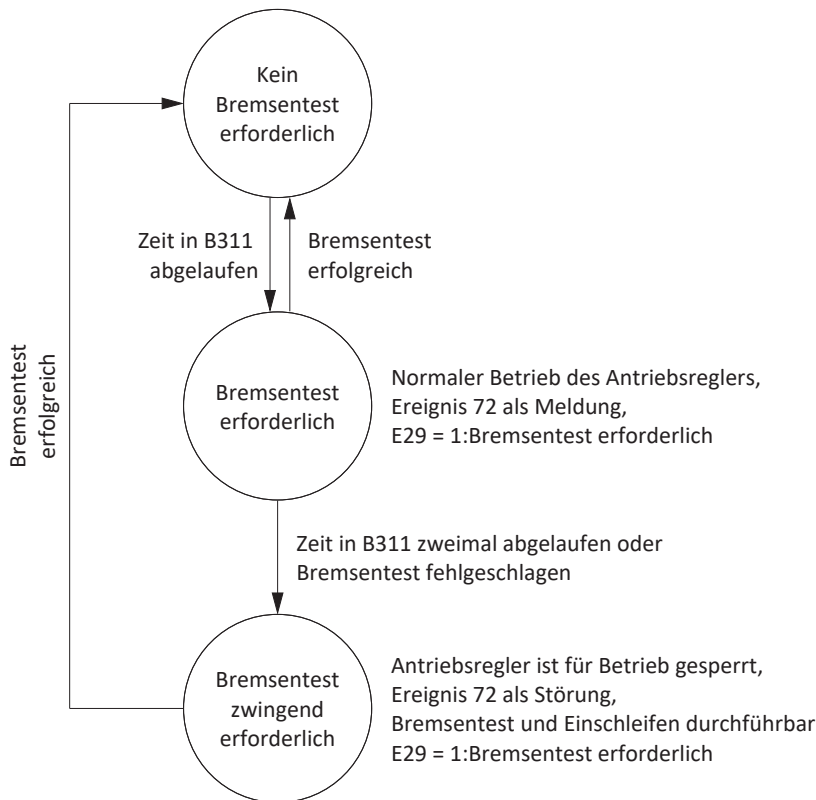 Kein
Bremsentest
erforderlich
Zeit in B311
abgelaufen
Bremsentest
erfolgreich
Bremsentest
erfolgreich
Bremsentest
erforderlich
Normaler Betrieb des Antriebsreglers,
Ereignis 72 als Meldung,
E29 = 1:Bremsentest erforderlich
Zeit in B311 zweimal abgelaufen oder
Bremsentest fehlgeschlagen
Bremsentest
zwingend
erforderlich
Antriebsregler ist für Betrieb gesperrt,
Ereignis 72 als Störung,
Bremsentest und Einschleifen durchführbar
E29 = 1:Bremsentest erforderlich